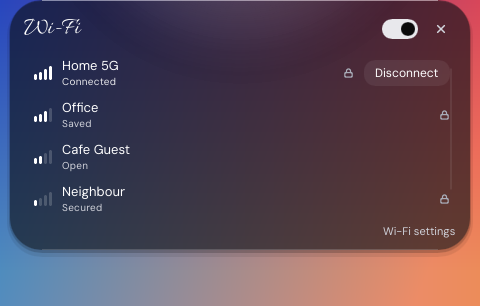 Wi-Fi
Home 5G
Connected
Disconnect
Office
Saved
Cafe Guest
Open
Neighbour
Secured
Wi-Fi settings